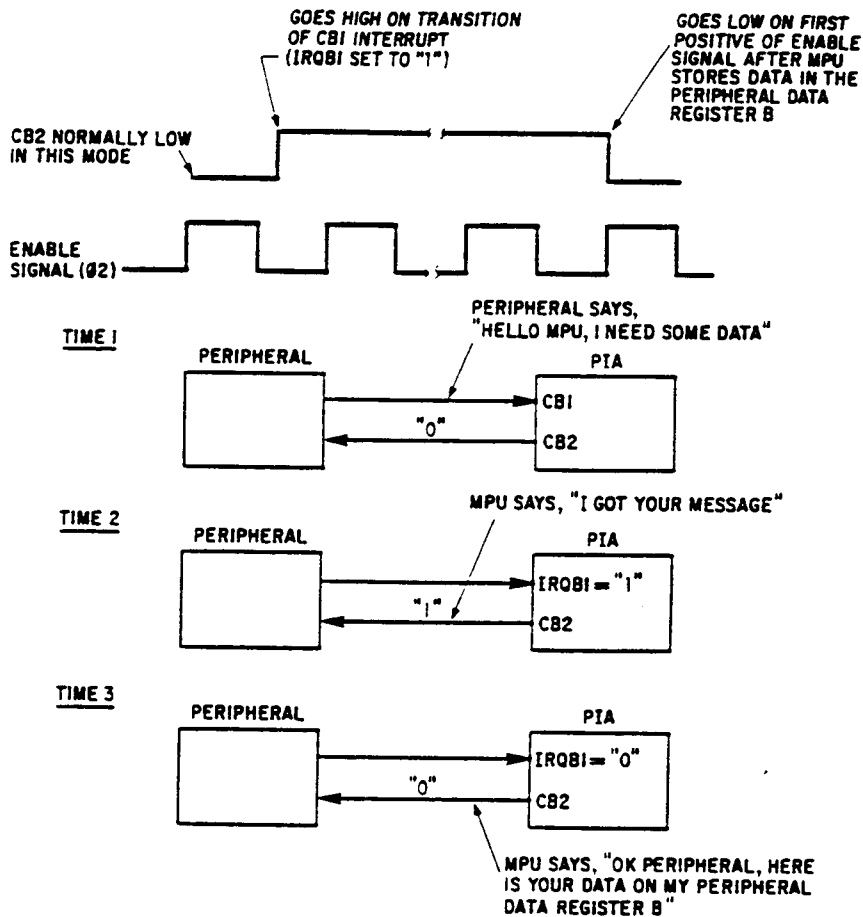 GOES HIGH ON TRANSITION
OF CB1 INTERRUPT
(IRQB1 SET TO "1")
GOES LOW ON FIRST
POSITIVE OF ENABLE
SIGNAL AFTER MPU
STORES DATA IN THE
PERIPHERAL DATA
REGISTER B
CB2 NORMALLY LOW
IN THIS MODE
ENABLE
SIGNAL (Ø2)
PERIPHERAL SAYS,
"HELLO MPU, I NEED SOME DATA"
TIME 1
PERIPHERAL
PIA
CB1
"0"
CB2
MPU SAYS, "I GOT YOUR MESSAGE"
TIME 2
PERIPHERAL
PIA
IRQB1="1"
"1"
CB2
TIME 3
PERIPHERAL
PIA
IRQB1="0"
"0"
CB2
MPU SAYS, "OK PERIPHERAL, HERE
IS YOUR DATA ON MY PERIPHERAL
DATA REGISTER B"